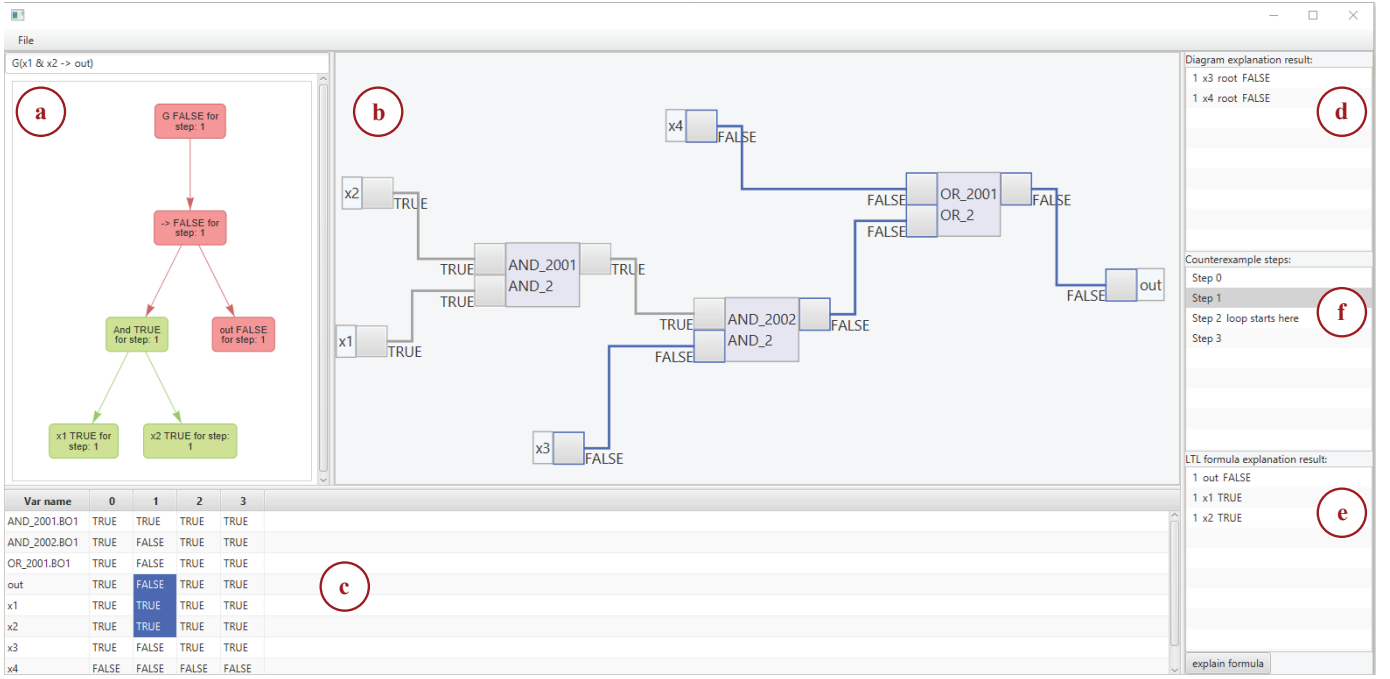 File
G(x1 & x2 -> out)
a
G FALSE for
step: 1
-> FALSE for
step: 1
And TRUE
for step: 1
out FALSE
for step: 1
x1 TRUE for
step: 1
x2 TRUE for step:
1
b
x4
FALSE
x2
TRUE
TRUE
TRUE
AND_2001
AND_2
TRUE
x1
TRUE
FALSE
FALSE
OR_2001
OR_2
FALSE
TRUE
FALSE
AND_2002
AND_2
FALSE
FALSE
out
x3
FALSE
Var name 0 1 2 3
AND_2001.BO1 TRUE TRUE TRUE TRUE
AND_2002.BO1 TRUE FALSE TRUE TRUE
OR_2001.BO1 TRUE FALSE TRUE TRUE
out TRUE FALSE TRUE TRUE
x1 TRUE TRUE TRUE TRUE
x2 TRUE TRUE TRUE TRUE
x3 TRUE FALSE TRUE TRUE
x4 FALSE FALSE FALSE FALSE
c
Diagram explanation result:
1 x3 root FALSE
1 x4 root FALSE
d
Counterexample steps:
Step 0
Step 1
Step 2 loop starts here
Step 3
f
LTL formula explanation result:
1 out FALSE
1 x1 TRUE
1 x2 TRUE
e
explain formula